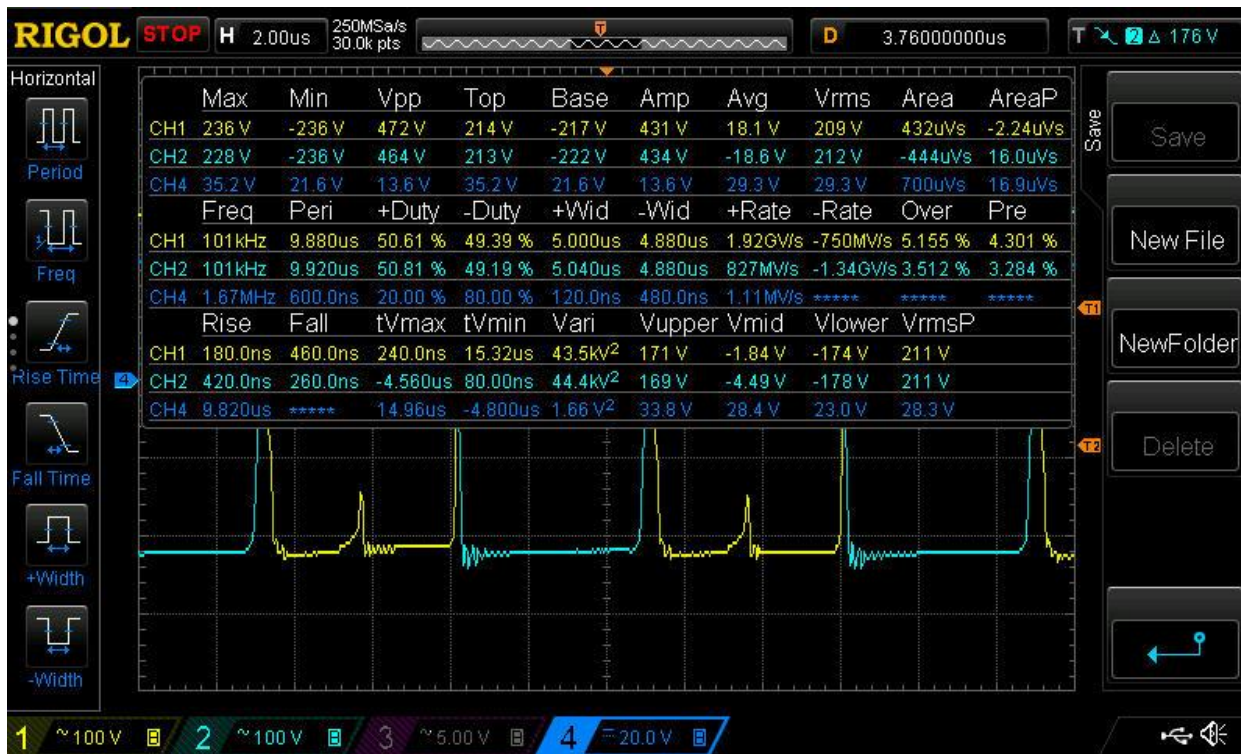 RIGOL STOP H 2.00us 250MSa/s 30.0k pts T D 3.76000000us T 2 Δ 176 V
Horizontal
Period
Freq
Rise Time
Fall Time
+Width
-Width
Max Min Vpp Top Base Amp Avg Vrms Area AreaP
CH1 236 V -236 V 472 V 214 V -217 V 431 V 18.1 V 209 V 432uVs -2.24uVs
CH2 228 V -236 V 464 V 213 V -222 V 434 V -18.6 V 212 V -444uVs 16.0uVs
CH4 35.2 V 21.6 V 13.6 V 35.2 V 21.6 V 13.6 V 29.3 V 29.3 V 700uVs 16.9uVs
Freq Peri +Duty -Duty +Wid -Wid +Rate -Rate Over Pre
CH1 101kHz 9.880us 50.61 % 49.39 % 5.000us 4.880us 1.92GV/s -750MV/s 5.155 % 4.301 %
CH2 101kHz 9.920us 50.81 % 49.19 % 5.040us 4.880us 827MV/s -1.34GV/s 3.512 % 3.284 %
CH4 1.67MHz 600.0ns 20.00 % 80.00 % 120.0ns 480.0ns 1.11MV/s ***** ***** *****
Rise Fall tVmax tVmin Vari Vupper Vmid Vlower VrmsP
CH1 180.0ns 460.0ns 240.0ns 15.32us 43.5kV² 171 V -1.84 V -174 V 211 V
CH2 420.0ns 260.0ns -4.560us 80.00ns 44.4kV² 169 V -4.49 V -178 V 211 V
CH4 9.820us ***** 14.96us -4.800us 1.66 V² 33.8 V 28.4 V 23.0 V 28.3 V
4
T1
T2
Save
Save
New File
NewFolder
Delete
1 ~100 V B 2 ~100 V B 3 ~5.00 V B 4 20.0 V B